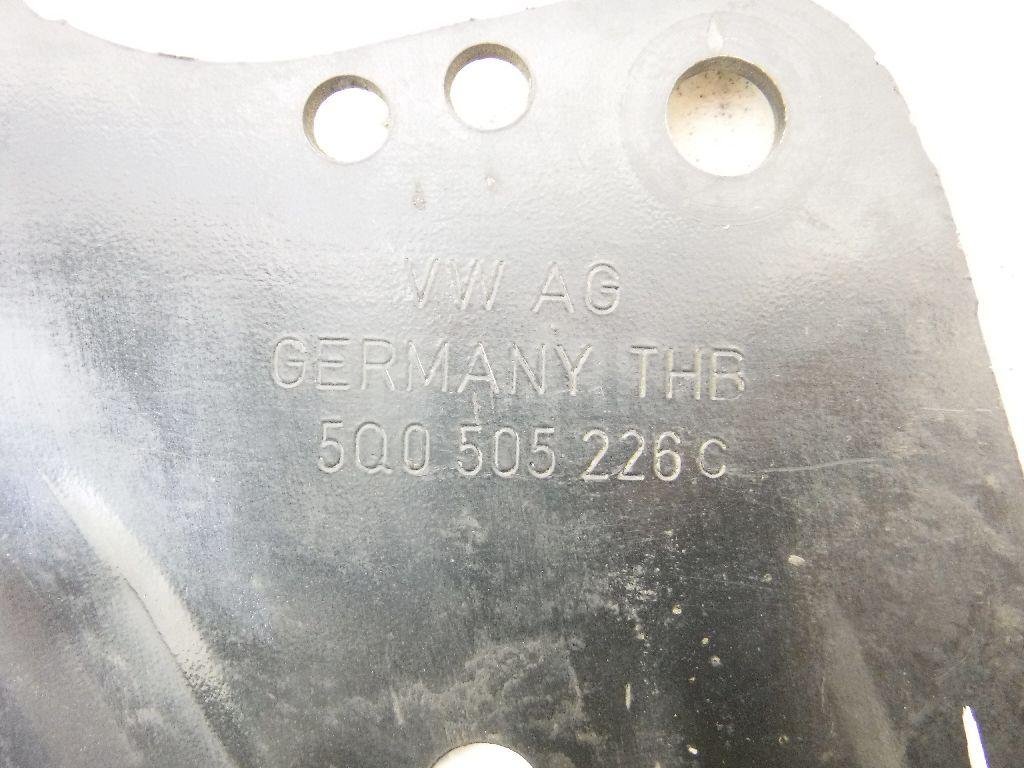 VW AG
GERMANY THB
5Q0 505 226 C